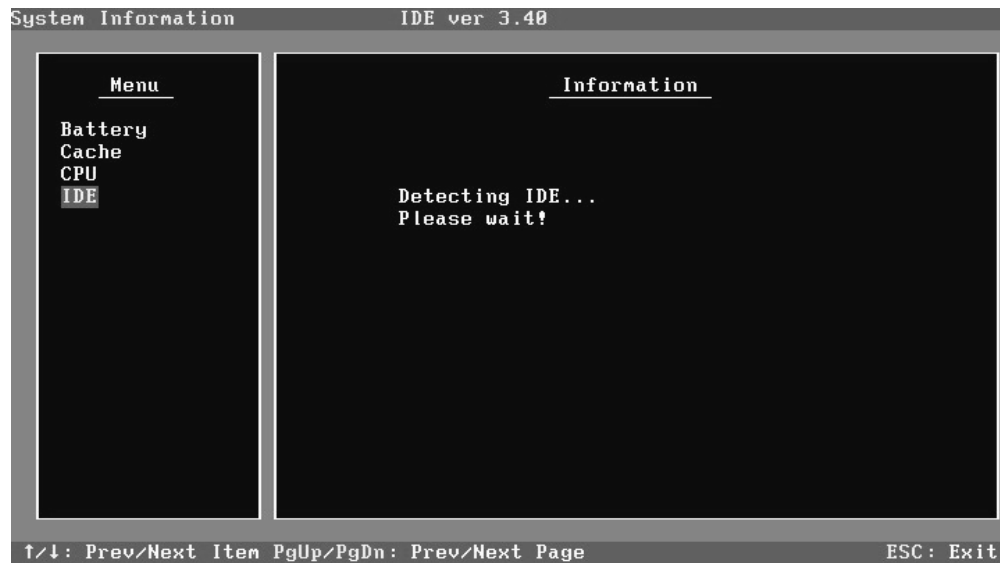 System Information IDE ver 3.40
Menu
Battery
Cache
CPU
IDE
Information
Detecting IDE...
Please wait!
↑/↓: Prev/Next Item PgUp/PgDn: Prev/Next Page ESC: Exit